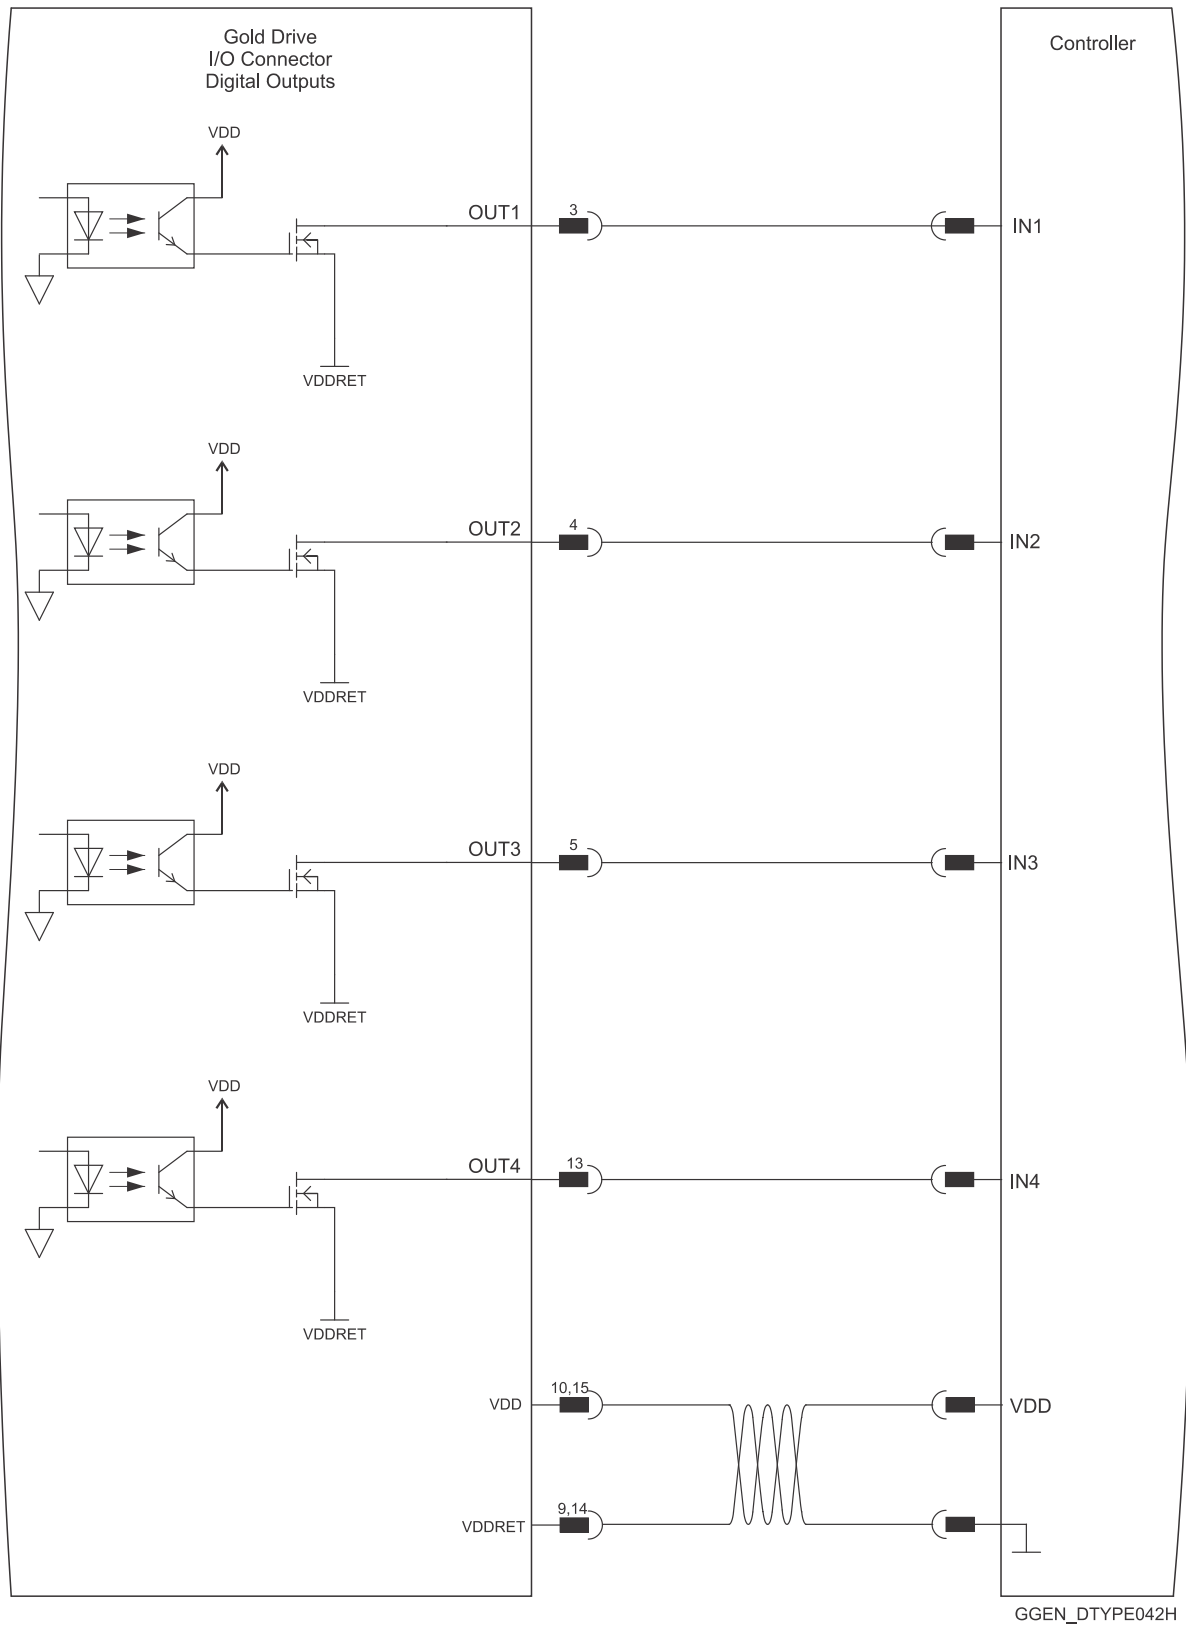 Gold Drive
I/O Connector
Digital Outputs
Controller
VDD
OUT1
3
IN1
VDDRET
VDD
OUT2
4
IN2
VDDRET
VDD
OUT3
5
IN3
VDDRET
VDD
OUT4
13
IN4
VDDRET
VDD
10,15
VDD
VDDRET
9,14
GGEN_DTYPE042H